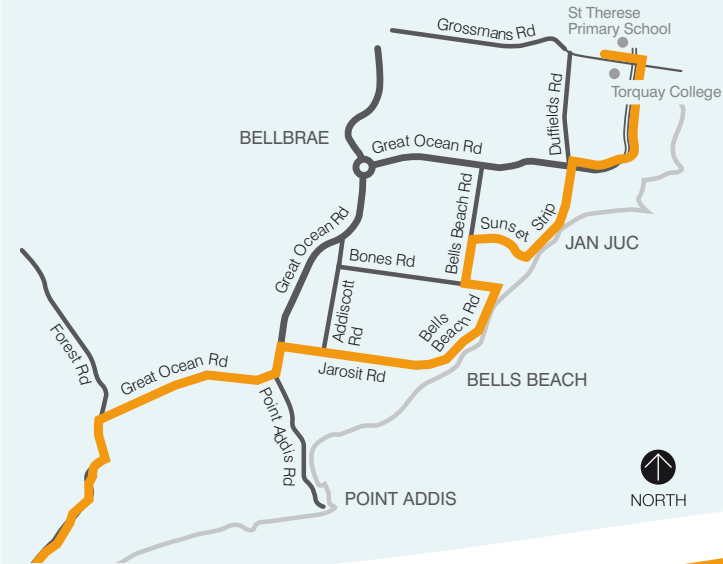 St Therese
Primary School
Grossmans Rd
Torquay College
Duffields Rd
BELLBRAE
Great Ocean Rd
Bells Beach Rd
Sunset Strip
JAN JUC
Great Ocean Rd
Bones Rd
Addiscott
Rd
Bells
Beach Rd
Forest Rd
Great Ocean Rd
Jarosit Rd
BELLS BEACH
Point Addis Rd
POINT ADDIS
NORTH